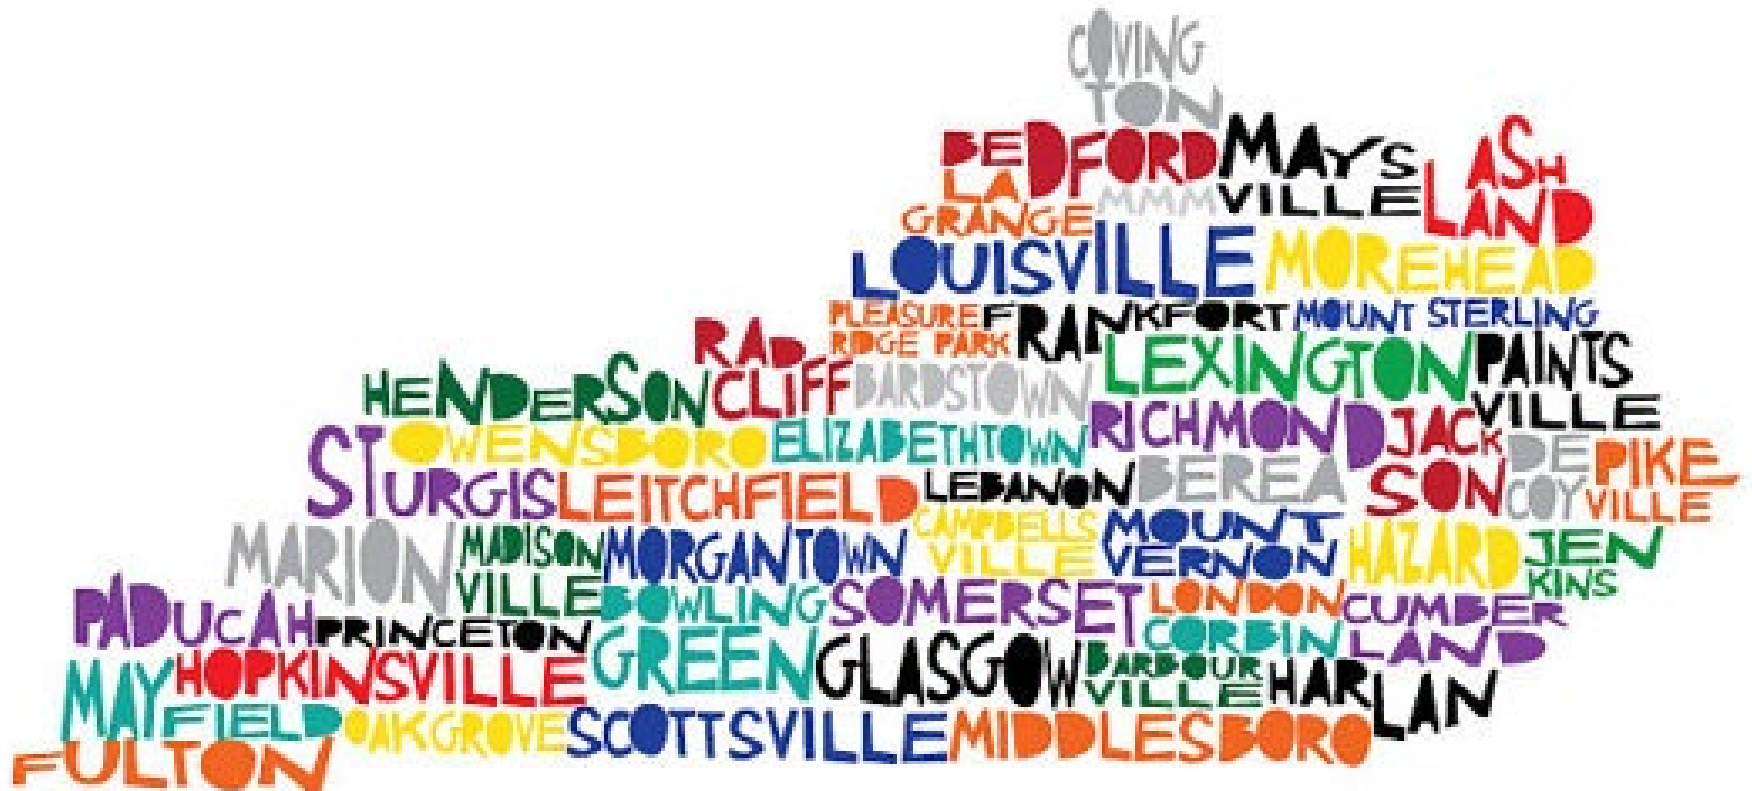 COVING
TON
BEDFORD MAYS
VILLE
ASH
LAND
LA
GRANGE
MMM
LOUISVILLE MOREHEAD
PLEASURE
RIDGE PARK
FRANKFORT MOUNT STERLING
RAD
CLIFF
LEXINGTON PAINTS
VILLE
HENDERSON BARDSTOWN
RICHMOND JACK
SON
STURGIS OWENSBORO ELIZABETHTOWN
DE
COY
PIKE
VILLE
LEITCHFIELD LEBANON BEREA
CAMPBELLS
VILLE
MOUNT
VERNON
MARION MADISON
VILLE
MORGANTOWN HAZARD JEN
KINS
PADUCAH PRINCETON BOWLING
GREEN
SOMERSET LONDON CUMBER
LAND
CORBIN
MAY
FIELD
HOPKINSVILLE GLASGOW BARBOUR
VILLE
HARLAN
OAK GROVE SCOTTSVILLE MIDDLESBORO
FULTON